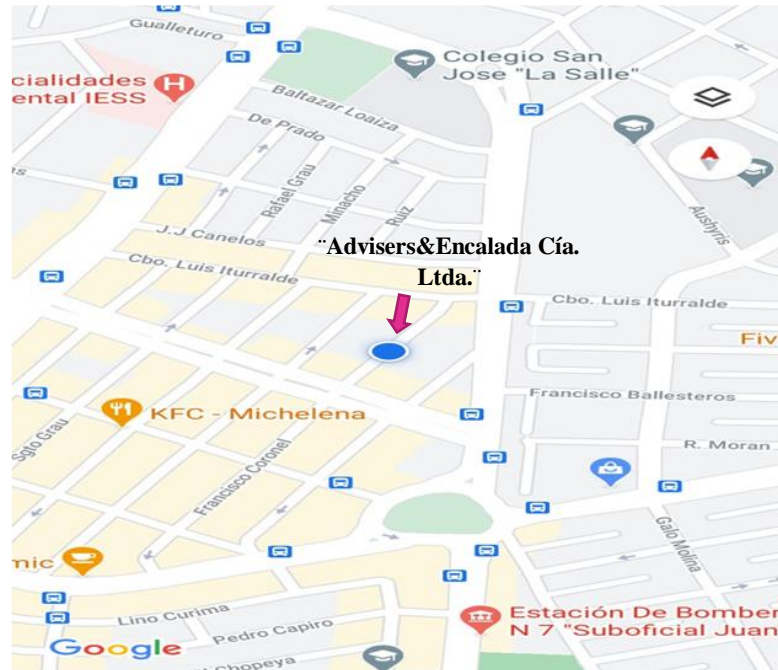 Gualleturo
Colegio San
Jose "La Salle"
cialidades
ental IESS
H
Baltazar Loaiza
De Prado
Rafael Grau
Minacho
Ruiz
Aushyris
J.J Canelos
¨Advisers&Encalada Cía.
Ltda.¨
Cbo. Luis Iturralde
Cbo. Luis Iturralde
Fiv
Francisco Ballesteros
KFC - Michelena
Sgto Grau
Francisco Coronel
R. Moran
Galo Molina
mic
Lino Curima
Pedro Capiro
Estación De Bomber
N 7 "Suboficial Juan
Google
Chopeya